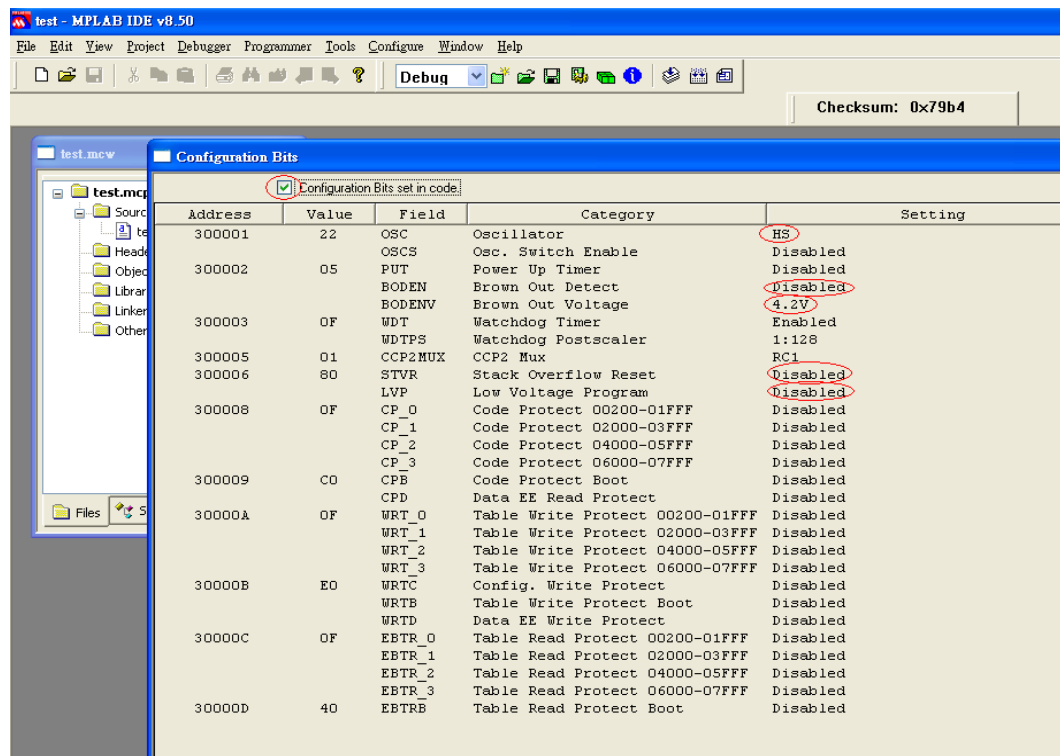 test - MPLAB IDE v8.50
File Edit View Project Debugger Programmer Tools Configure Window Help
Debug
Checksum: 0x79b4
test.mcw
Configuration Bits
Configuration Bits set in code.
test.mcp
Sourc
te
Heade
Objec
Librar
Linker
Other
Files S
Address Value Field Category Setting
300001 22 OSC Oscillator HS
OSCS Osc. Switch Enable Disabled
300002 05 PUT Power Up Timer Disabled
BODEN Brown Out Detect Disabled
BODENV Brown Out Voltage 4.2V
300003 0F WDT Watchdog Timer Enabled
WDTPS Watchdog Postscaler 1:128
300005 01 CCP2MUX CCP2 Mux RC1
300006 80 STVR Stack Overflow Reset Disabled
LVP Low Voltage Program Disabled
300008 0F CP_0 Code Protect 00200-01FFF Disabled
CP_1 Code Protect 02000-03FFF Disabled
CP_2 Code Protect 04000-05FFF Disabled
CP_3 Code Protect 06000-07FFF Disabled
300009 C0 CPB Code Protect Boot Disabled
CPD Data EE Read Protect Disabled
30000A 0F WRT_0 Table Write Protect 00200-01FFF Disabled
WRT_1 Table Write Protect 02000-03FFF Disabled
WRT_2 Table Write Protect 04000-05FFF Disabled
WRT_3 Table Write Protect 06000-07FFF Disabled
30000B E0 WRTC Config. Write Protect Disabled
WRTB Table Write Protect Boot Disabled
WRTD Data EE Write Protect Disabled
30000C 0F EBTR_0 Table Read Protect 00200-01FFF Disabled
EBTR_1 Table Read Protect 02000-03FFF Disabled
EBTR_2 Table Read Protect 04000-05FFF Disabled
EBTR_3 Table Read Protect 06000-07FFF Disabled
30000D 40 EBTRB Table Read Protect Boot Disabled